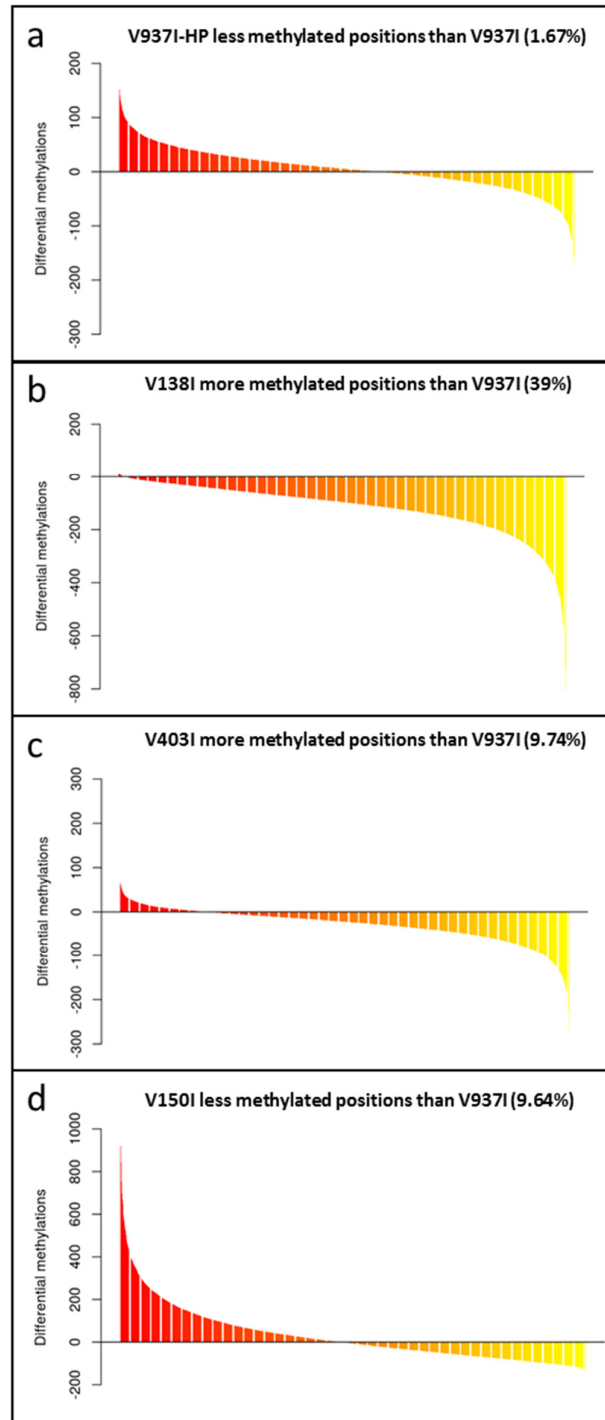 a
V937I-HP less methylated positions than V937I (1.67%)
Differential methylations
200
100
0
-100
-200
-300
b
V138I more methylated positions than V937I (39%)
Differential methylations
200
0
200
-400
-600
-800
c
V403I more methylated positions than V937I (9.74%)
Differential methylations
300
200
100
0
-100
-200
-300
d
V150I less methylated positions than V937I (9.64%)
Differential methylations
1000
800
600
400
200
0
-200